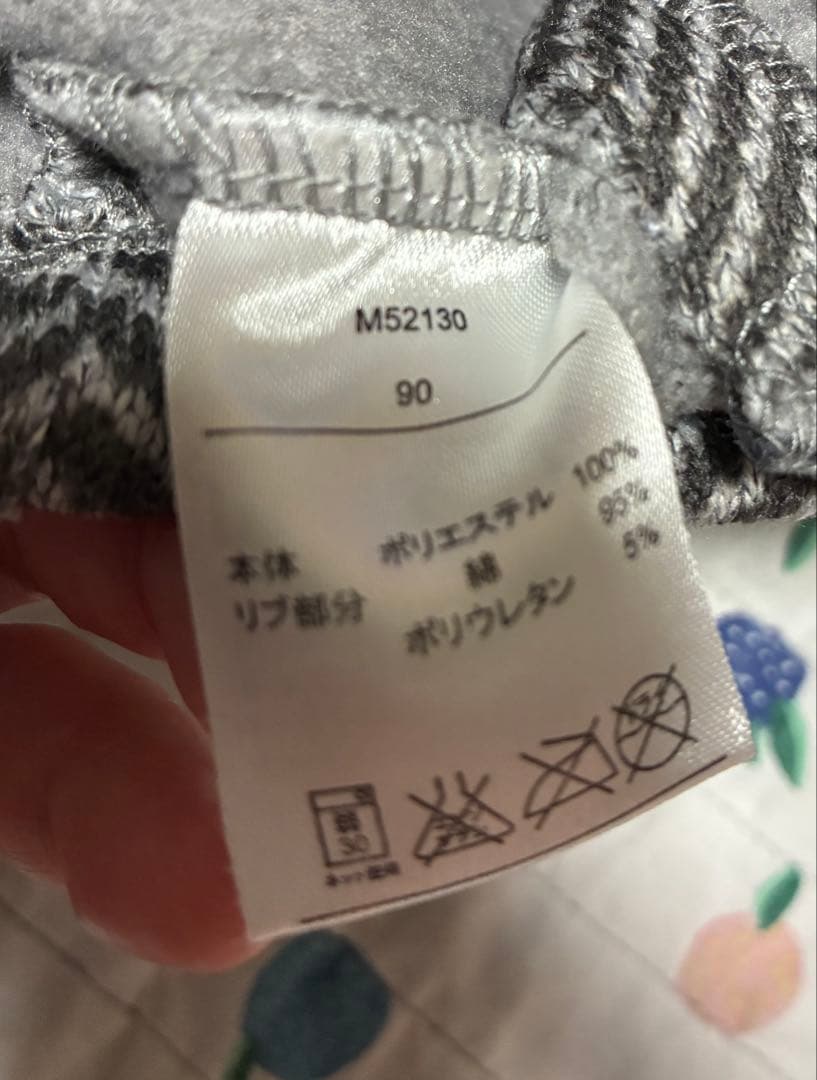 M52130
90
本体 ポリエステル 100%
リブ部分 綿 95%
ポリウレタン 5%
弱
30
ネット使用